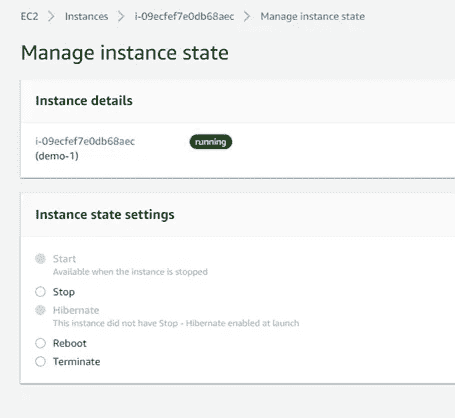 EC2 > Instances > i-09ecfef7e0db68aec > Manage instance state
Manage instance state
Instance details
i-09ecfef7e0db68aec running
(demo-1)
Instance state settings
Start
Available when the instance is stopped
Stop
Hibernate
This instance did not have Stop - Hibernate enabled at launch
Reboot
Terminate